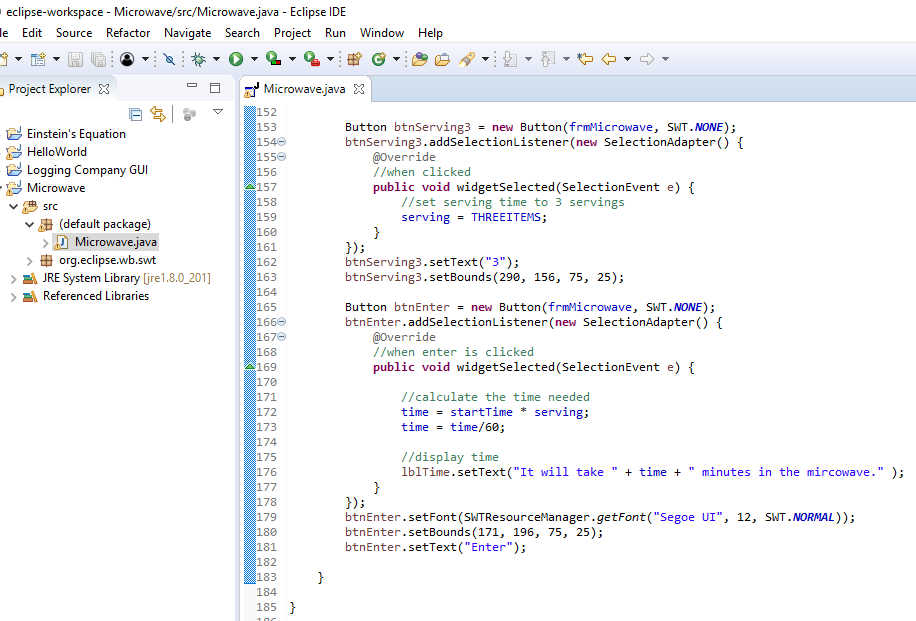 eclipse-workspace - Microwave/src/Microwave.java - Eclipse IDE
le Edit Source Refactor Navigate Search Project Run Window Help
Project Explorer
Microwave.java
Einstein's Equation
HelloWorld
Logging Company GUI
Microwave
src
(default package)
Microwave.java
org.eclipse.wb.swt
JRE System Library [jre1.8.0_201]
Referenced Libraries
152
153 Button btnServing3 = new Button(frmMicrowave, SWT.NONE);
154 btnServing3.addSelectionListener(new SelectionAdapter() {
155 @Override
156 //when clicked
157 public void widgetSelected(SelectionEvent e) {
158 //set serving time to 3 servings
159 serving = THREEITEMS;
160 }
161 });
162 btnServing3.setText("3");
163 btnServing3.setBounds(290, 156, 75, 25);
164
165 Button btnEnter = new Button(frmMicrowave, SWT.NONE);
166 btnEnter.addSelectionListener(new SelectionAdapter() {
167 @Override
168 //when enter is clicked
169 public void widgetSelected(SelectionEvent e) {
170
171 //calculate the time needed
172 time = startTime * serving;
173 time = time/60;
174
175 //display time
176 lblTime.setText("It will take " + time + " minutes in the mircowave." );
177 }
178 });
179 btnEnter.setFont(SWTResourceManager.getFont("Segoe UI", 12, SWT.NORMAL));
180 btnEnter.setBounds(171, 196, 75, 25);
181 btnEnter.setText("Enter");
182
183 }
184
185 }